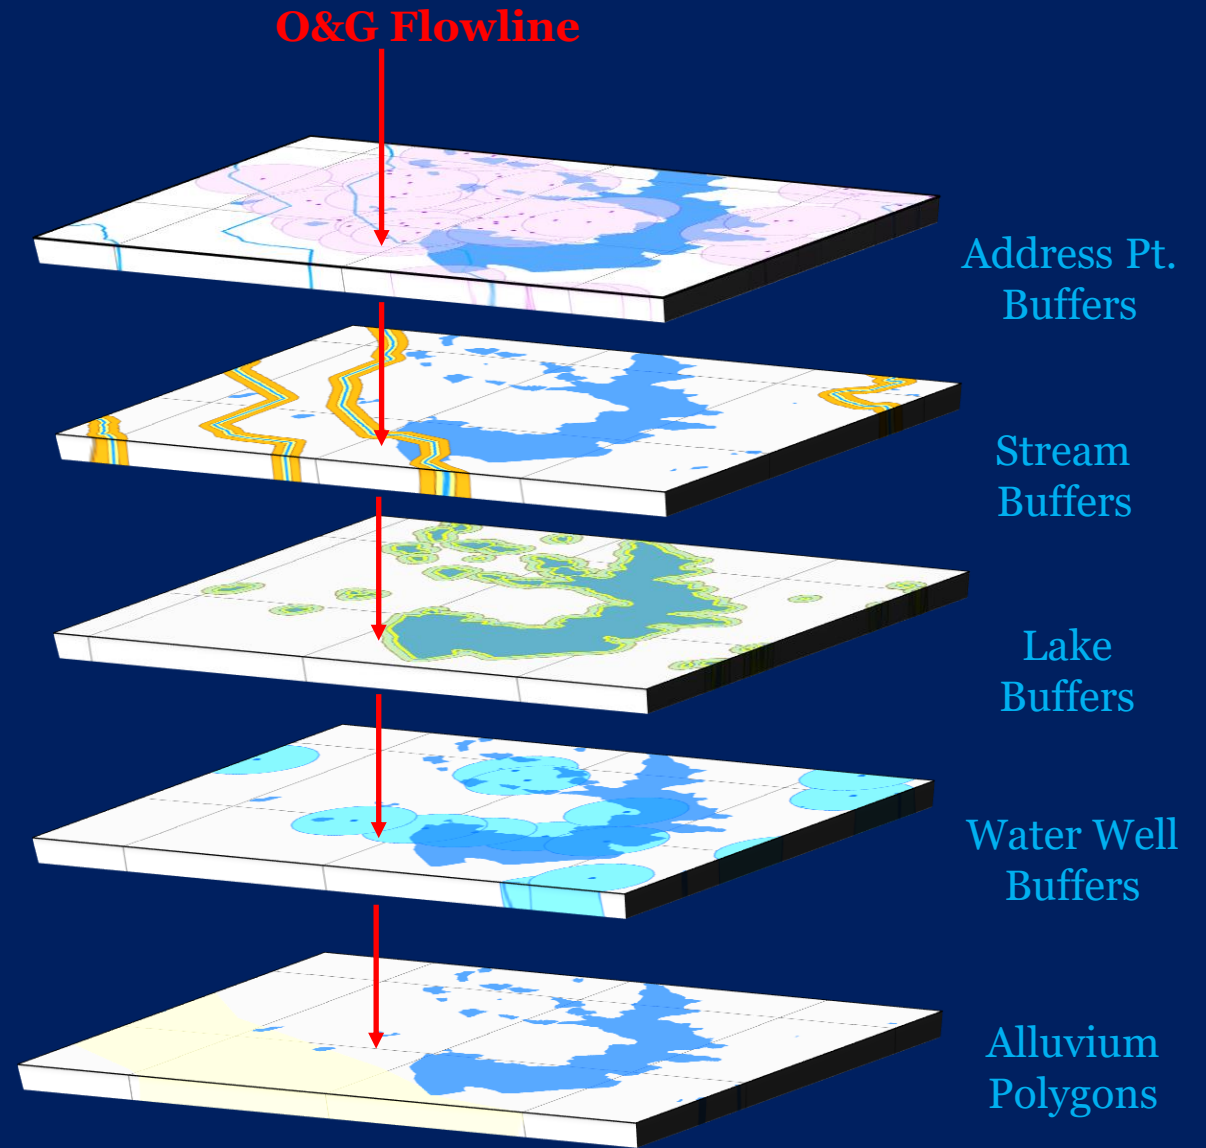 O&G Flowline
Address Pt.
Buffers
Stream
Buffers
Lake
Buffers
Water Well
Buffers
Alluvium
Polygons